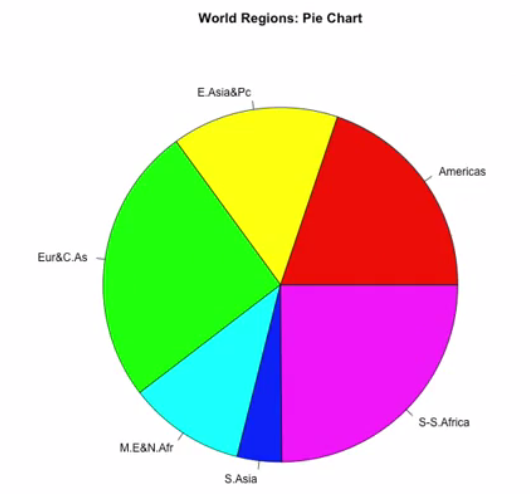 World Regions: Pie Chart
E.Asia&Pc
Americas
Eur&C.As
S-S.Africa
M.E&N.Afr
S.Asia